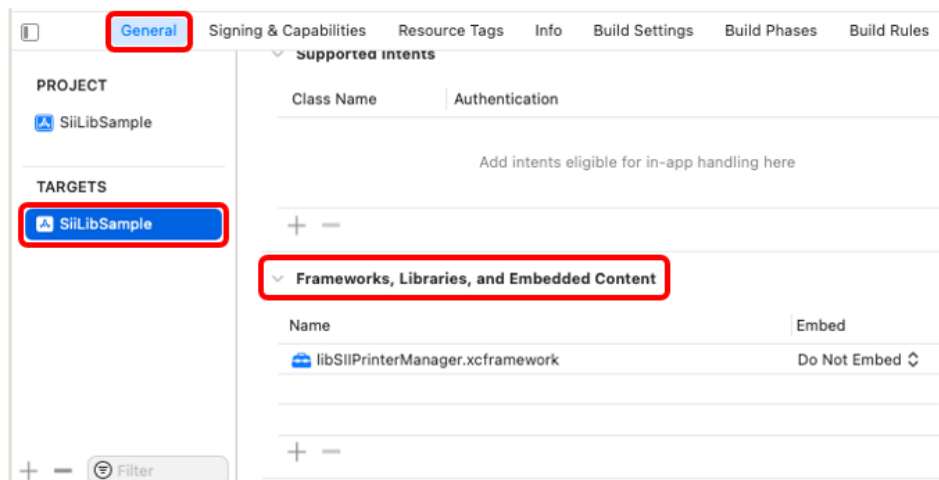 General Signing & Capabilities Resource Tags Info Build Settings Build Phases Build Rules
PROJECT
SiiLibSample
TARGETS
SiiLibSample
Filter
Supported Intents
Class Name Authentication
Add intents eligible for in-app handling here
Frameworks, Libraries, and Embedded Content
Name Embed
libSIIPrinterManager.xcframework Do Not Embed